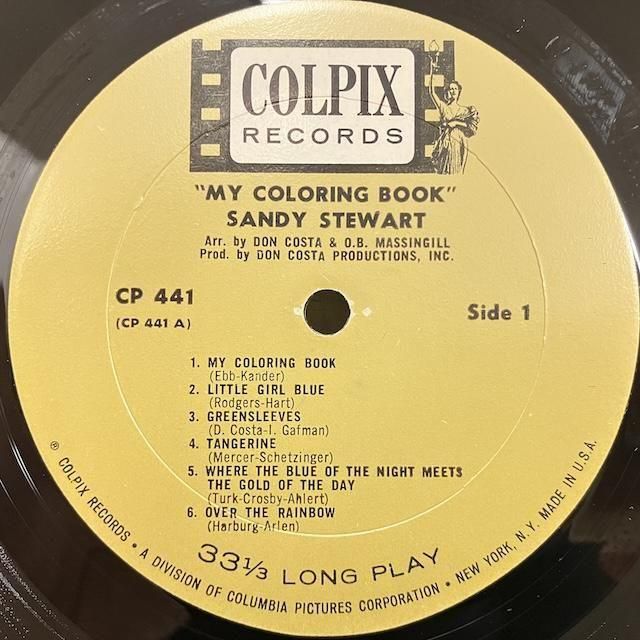 COLPIX
RECORDS
"MY COLORING BOOK"
SANDY STEWART
Arr. by DON COSTA & O.B. MASSINGILL
Prod. by DON COSTA PRODUCTIONS, INC.
CP 441
(CP 441 A)
Side 1
1. MY COLORING BOOK
(Ebb-Kander)
2. LITTLE GIRL BLUE
(Rodgers-Hart)
3. GREENSLEEVES
(D. Costa-I. Gafman)
4. TANGERINE
(Mercer-Schetzinger)
5. WHERE THE BLUE OF THE NIGHT MEETS
THE GOLD OF THE DAY
(Turk-Crosby-Ahlert)
6. OVER THE RAINBOW
(Harburg-Arlen)
33 1/3 LONG PLAY
® COLPIX RECORDS • A DIVISION OF COLUMBIA PICTURES CORPORATION • NEW YORK, N.Y. MADE IN U.S.A.